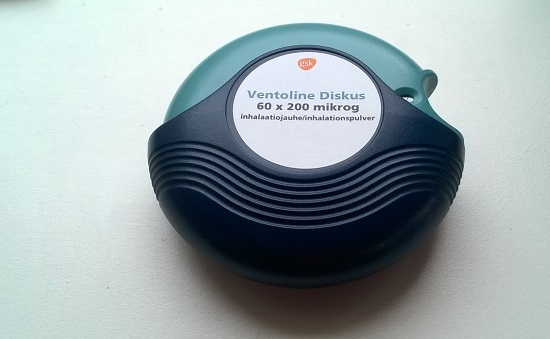 gsk
Ventoline Diskus
60 x 200 mikrog
inhalaatiojauhe/inhalationspulver